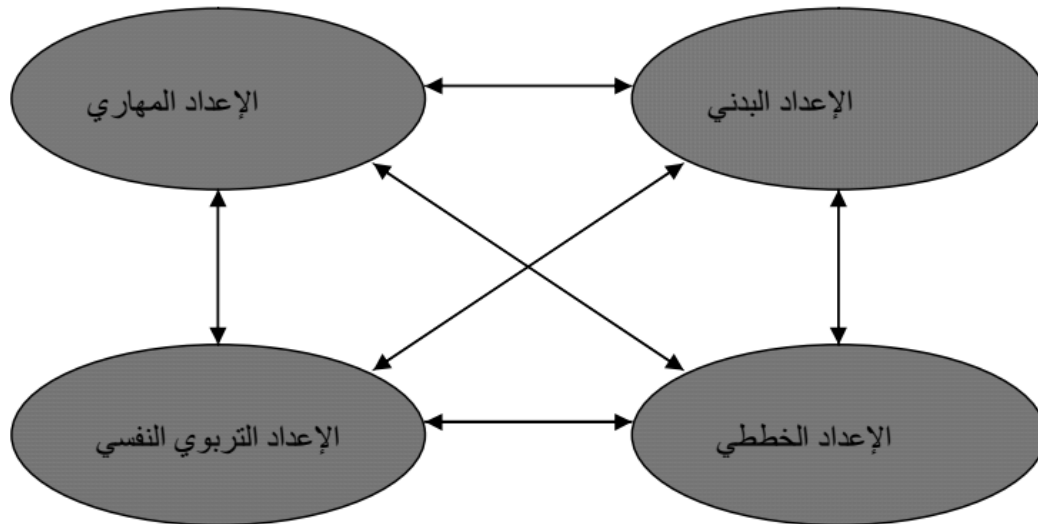 الإعداد البدني
الإعداد المهاري
الإعداد الخططي
الإعداد التربوي النفسي